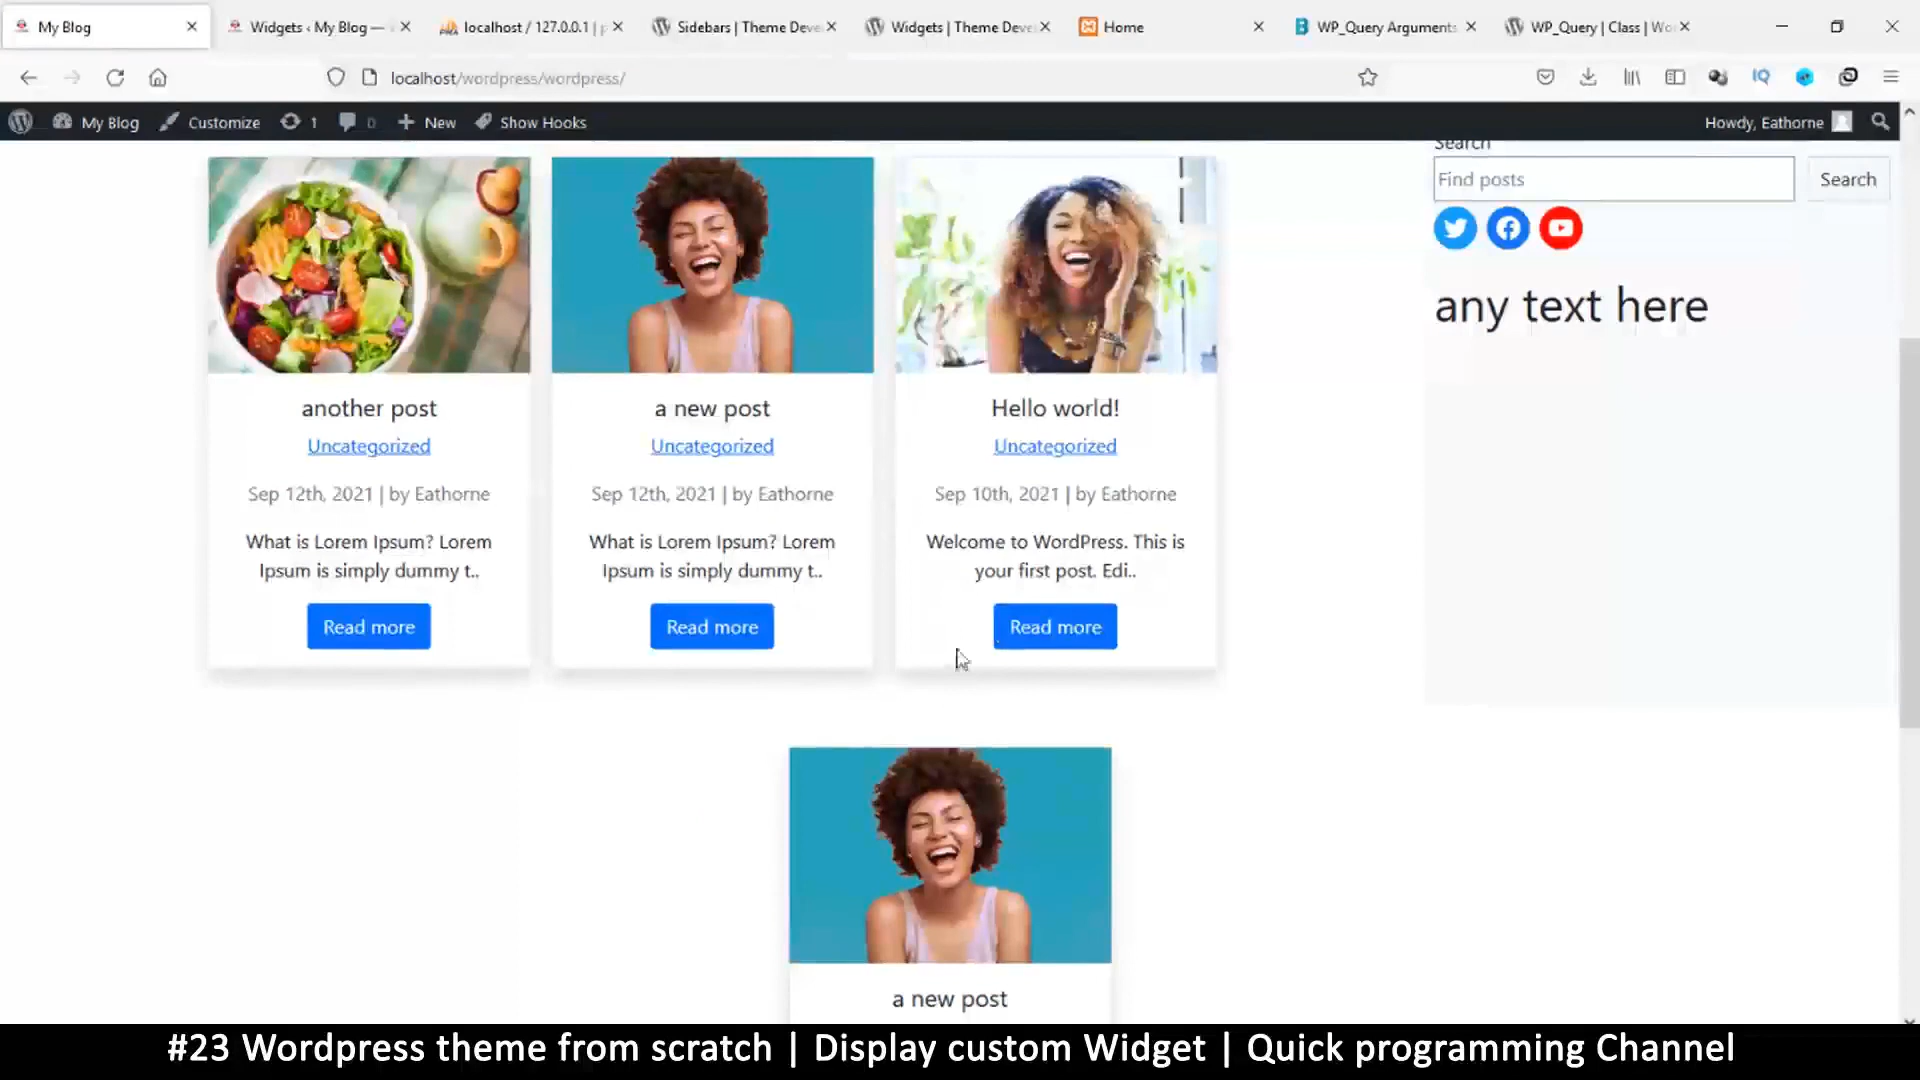 My Blog
Widgets ‹ My Blog —
localhost / 127.0.0.1 | p
Sidebars | Theme Deve
Widgets | Theme Deve
Home
WP_Query Arguments
WP_Query | Class | Wo
localhost/wordpress/wordpress/
IQ
My Blog
Customize
1
0
New
Show Hooks
Howdy, Eathorne
Search
Find posts
Search
any text here
another post
Uncategorized
Sep 12th, 2021 | by Eathorne
What is Lorem Ipsum? Lorem
Ipsum is simply dummy t..
Read more
a new post
Uncategorized
Sep 12th, 2021 | by Eathorne
What is Lorem Ipsum? Lorem
Ipsum is simply dummy t..
Read more
Hello world!
Uncategorized
Sep 10th, 2021 | by Eathorne
Welcome to WordPress. This is
your first post. Edi..
Read more
a new post
#23 Wordpress theme from scratch | Display custom Widget | Quick programming Channel